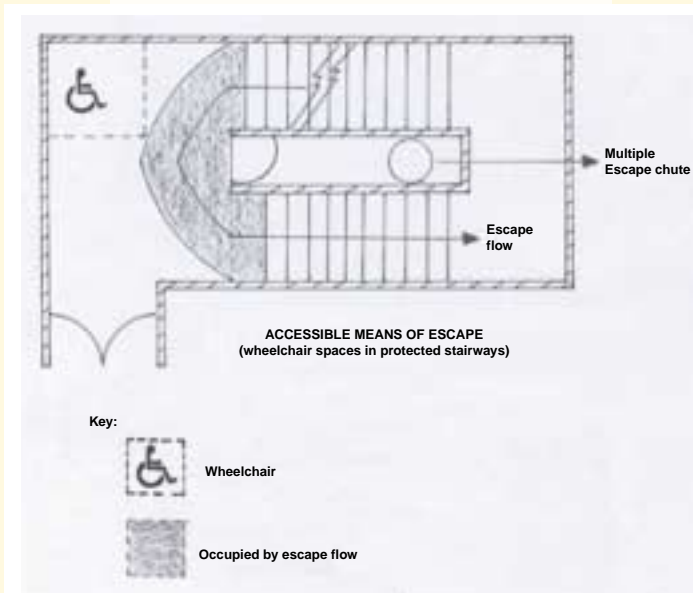 Multiple
Escape chute
Escape
flow
ACCESSIBLE MEANS OF ESCAPE
(wheelchair spaces in protected stairways)
Key:
Wheelchair
Occupied by escape flow